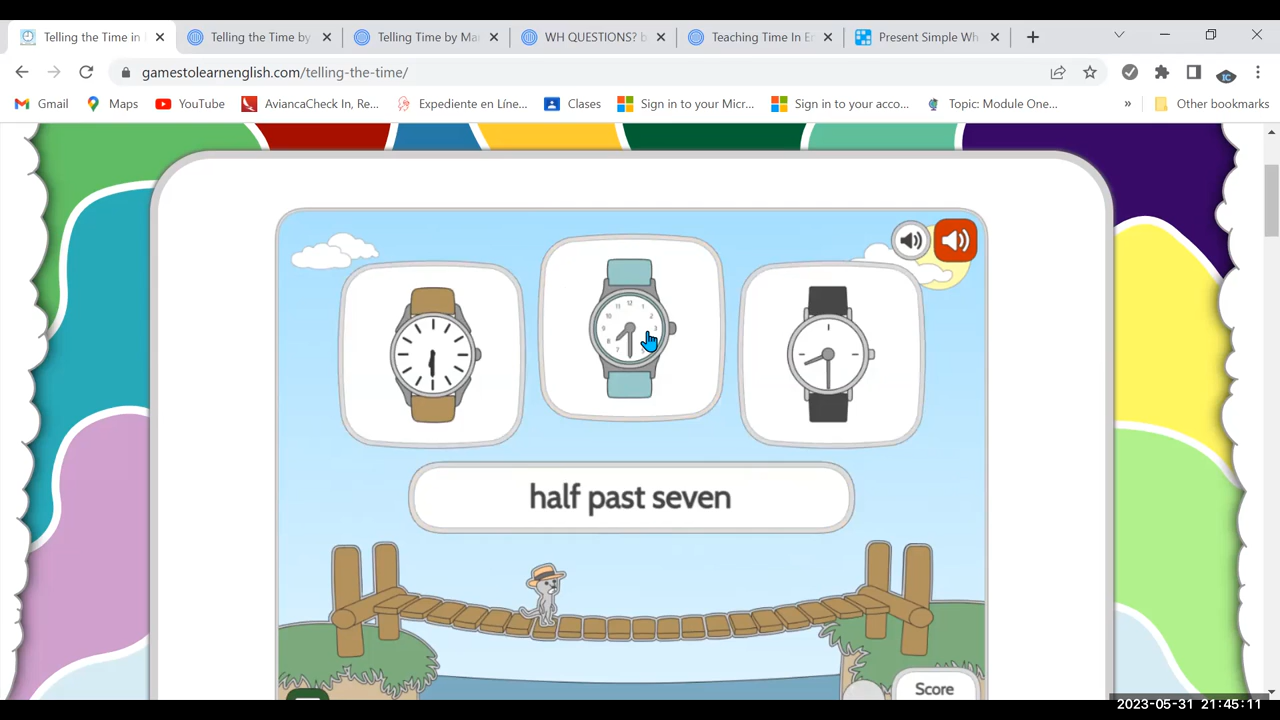 Telling the Time in
Telling the Time by
Telling Time by Ma
WH QUESTIONS? b
Teaching Time In E
Present Simple Wh
gamestolearnenglish.com/telling-the-time/
Gmail
Maps
YouTube
AviancaCheck In, Re...
Expediente en Líne...
Clases
Sign in to your Micr...
Sign in to your acco...
Topic: Module One...
»
Other bookmarks
half past seven
Score
2023-05-31 21:45:11